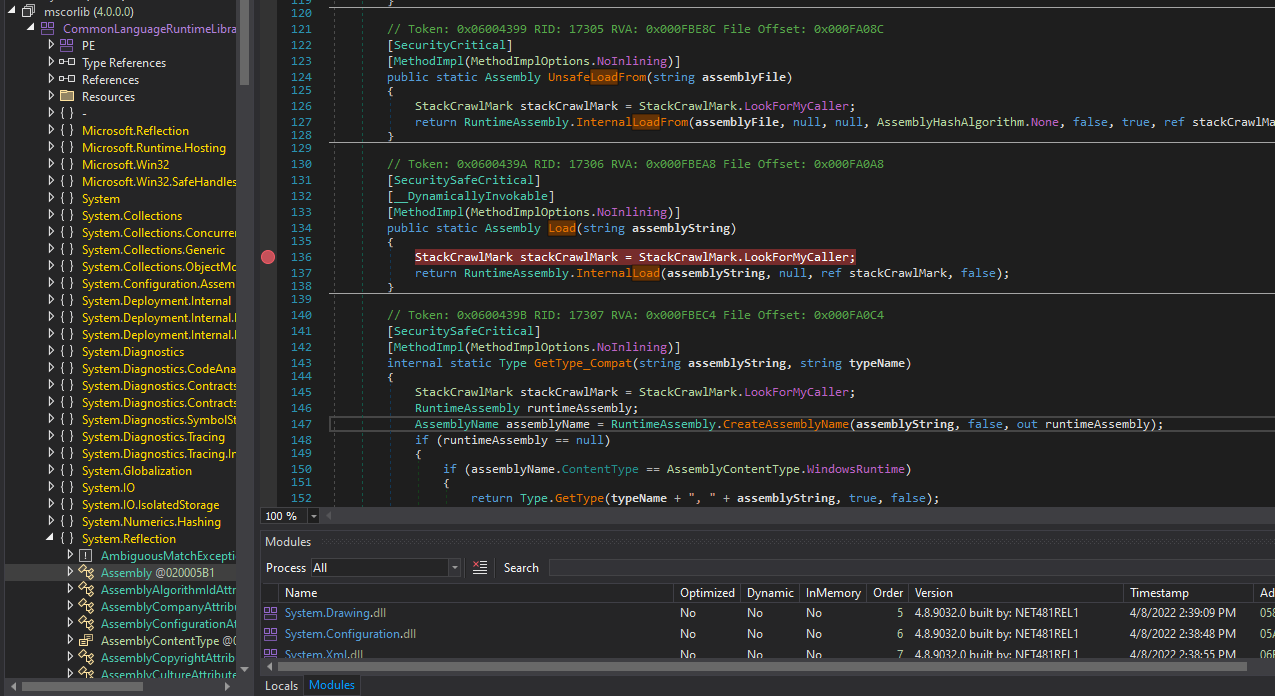 mscorlib (4.0.0.0)
CommonLanguageRuntimeLibra
PE
Type References
References
Resources
{ } -
{ } Microsoft.Reflection
{ } Microsoft.Runtime.Hosting
{ } Microsoft.Win32
{ } Microsoft.Win32.SafeHandles
{ } System
{ } System.Collections
{ } System.Collections.Concurre
{ } System.Collections.Generic
{ } System.Collections.ObjectMo
{ } System.Configuration.Assem
{ } System.Deployment.Internal
{ } System.Deployment.Internal.
{ } System.Deployment.Internal.
{ } System.Diagnostics
{ } System.Diagnostics.CodeAna
{ } System.Diagnostics.Contracts
{ } System.Diagnostics.Contracts
{ } System.Diagnostics.SymbolSt
{ } System.Diagnostics.Tracing
{ } System.Diagnostics.Tracing.In
{ } System.Globalization
{ } System.IO
{ } System.IO.IsolatedStorage
{ } System.Numerics.Hashing
{ } System.Reflection
AmbiguousMatchExcepti
Assembly @020005B1
AssemblyAlgorithmIdAttr
AssemblyCompanyAttribu
AssemblyConfigurationAt
AssemblyContentType @0
AssemblyCopyrightAttrib
AssemblyCultureAttribute
119 }
120
121 // Token: 0x06004399 RID: 17305 RVA: 0x000FBE8C File Offset: 0x000FA08C
122 [SecurityCritical]
123 [MethodImpl(MethodImplOptions.NoInlining)]
124 public static Assembly UnsafeLoadFrom(string assemblyFile)
125 {
126 StackCrawlMark stackCrawlMark = StackCrawlMark.LookForMyCaller;
127 return RuntimeAssembly.InternalLoadFrom(assemblyFile, null, null, AssemblyHashAlgorithm.None, false, true, ref stackCrawlMa
128 }
129
130 // Token: 0x0600439A RID: 17306 RVA: 0x000FBEA8 File Offset: 0x000FA0A8
131 [SecuritySafeCritical]
132 [__DynamicallyInvokable]
133 [MethodImpl(MethodImplOptions.NoInlining)]
134 public static Assembly Load(string assemblyString)
135 {
136 StackCrawlMark stackCrawlMark = StackCrawlMark.LookForMyCaller;
137 return RuntimeAssembly.InternalLoad(assemblyString, null, ref stackCrawlMark, false);
138 }
139
140 // Token: 0x0600439B RID: 17307 RVA: 0x000FBEC4 File Offset: 0x000FA0C4
141 [SecuritySafeCritical]
142 [MethodImpl(MethodImplOptions.NoInlining)]
143 internal static Type GetType_Compat(string assemblyString, string typeName)
144 {
145 StackCrawlMark stackCrawlMark = StackCrawlMark.LookForMyCaller;
146 RuntimeAssembly runtimeAssembly;
147 AssemblyName assemblyName = RuntimeAssembly.CreateAssemblyName(assemblyString, false, out runtimeAssembly);
148 if (runtimeAssembly == null)
149 {
150 if (assemblyName.ContentType == AssemblyContentType.WindowsRuntime)
151 {
152 return Type.GetType(typeName + ", " + assemblyString, true, false);
100 %
Modules
Process All Search
Name Optimized Dynamic InMemory Order Version Timestamp Ad
System.Drawing.dll No No No 5 4.8.9032.0 built by: NET481REL1 4/8/2022 2:39:09 PM 058
System.Configuration.dll No No No 6 4.8.9032.0 built by: NET481REL1 4/8/2022 2:38:48 PM 05A
System.Xml.dll No No No 7 4.8.9032.0 built by: NET481REL1 4/8/2022 2:38:55 PM 06F
Locals Modules